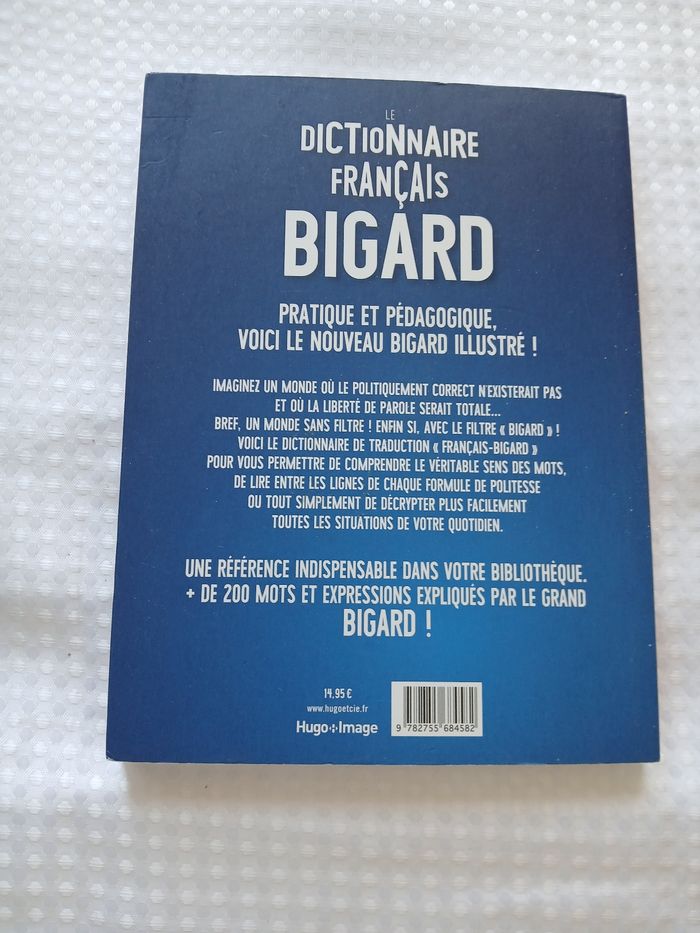 LE
DICTIONNAIRE
FRANÇAIS
BIGARD
PRATIQUE ET PÉDAGOGIQUE,
VOICI LE NOUVEAU BIGARD ILLUSTRÉ !
IMAGINEZ UN MONDE OÙ LE POLITIQUEMENT CORRECT N'EXISTERAIT PAS
ET OÙ LA LIBERTÉ DE PAROLE SERAIT TOTALE...
BREF, UN MONDE SANS FILTRE ! ENFIN SI, AVEC LE FILTRE « BIGARD » !
VOICI LE DICTIONNAIRE DE TRADUCTION « FRANÇAIS-BIGARD »
POUR VOUS PERMETTRE DE COMPRENDRE LE VÉRITABLE SENS DES MOTS,
DE LIRE ENTRE LES LIGNES DE CHAQUE FORMULE DE POLITESSE
OU TOUT SIMPLEMENT DE DÉCRYPTER PLUS FACILEMENT
TOUTES LES SITUATIONS DE VOTRE QUOTIDIEN.
UNE RÉFÉRENCE INDISPENSABLE DANS VOTRE BIBLIOTHÈQUE.
+ DE 200 MOTS ET EXPRESSIONS EXPLIQUÉS PAR LE GRAND
BIGARD !
14,95 €
www.hugoetcie.fr
Hugo+Image
9 782755 684582